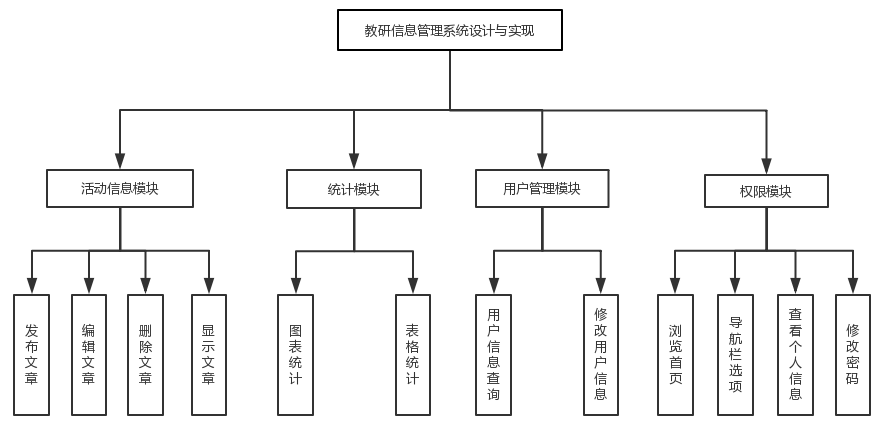 教研信息管理系统设计与实现
活动信息模块
统计模块
用户管理模块
权限模块
发布文章
编辑文章
删除文章
显示文章
图表统计
表格统计
用户信息查询
修改用户信息
浏览首页
导航栏选项
查看个人信息
修改密码